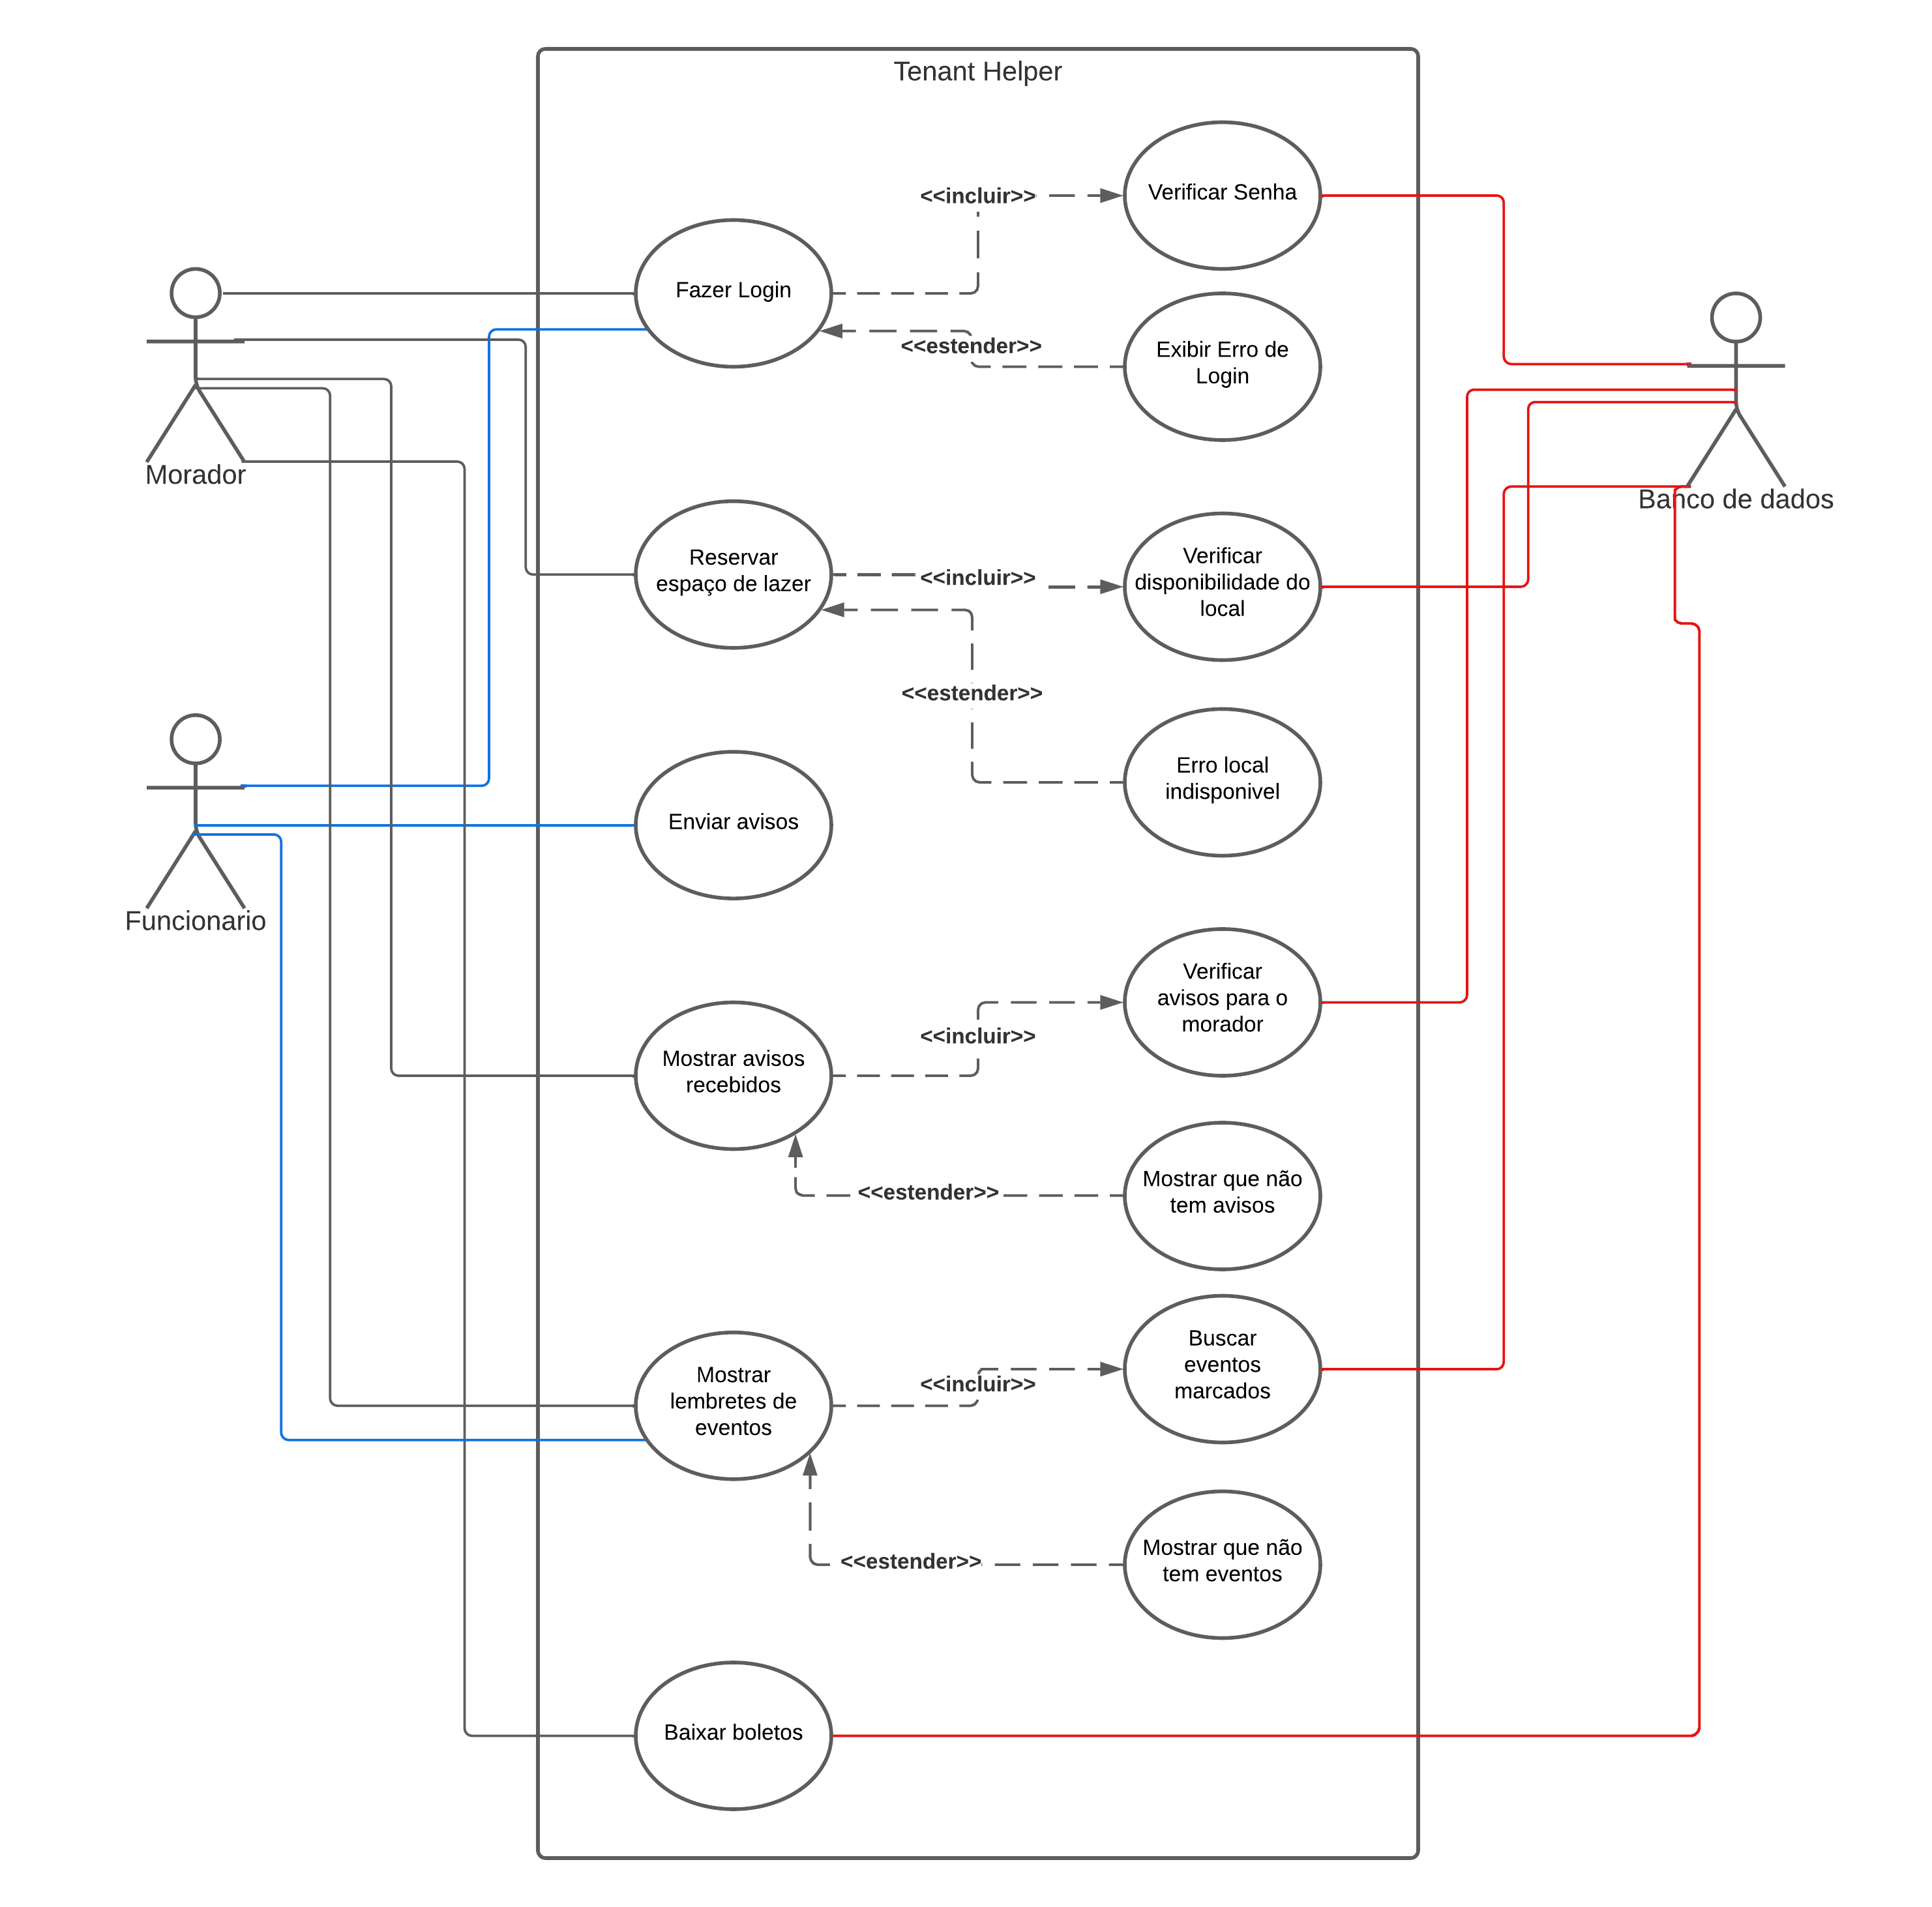 Tenant Helper
Verificar Senha
<<incluir>>
Fazer Login
Exibir Erro de
Login
<<estender>>
Morador
Banco de dados
Reservar
espaço de lazer
<<incluir>>
Verificar
disponibilidade do
local
<<estender>>
Erro local
indisponivel
Enviar avisos
Funcionario
Verificar
avisos para o
morador
<<incluir>>
Mostrar avisos
recebidos
<<estender>>
Mostrar que não
tem avisos
Buscar
eventos
marcados
Mostrar
lembretes de
eventos
<<incluir>>
<<estender>>
Mostrar que não
tem eventos
Baixar boletos